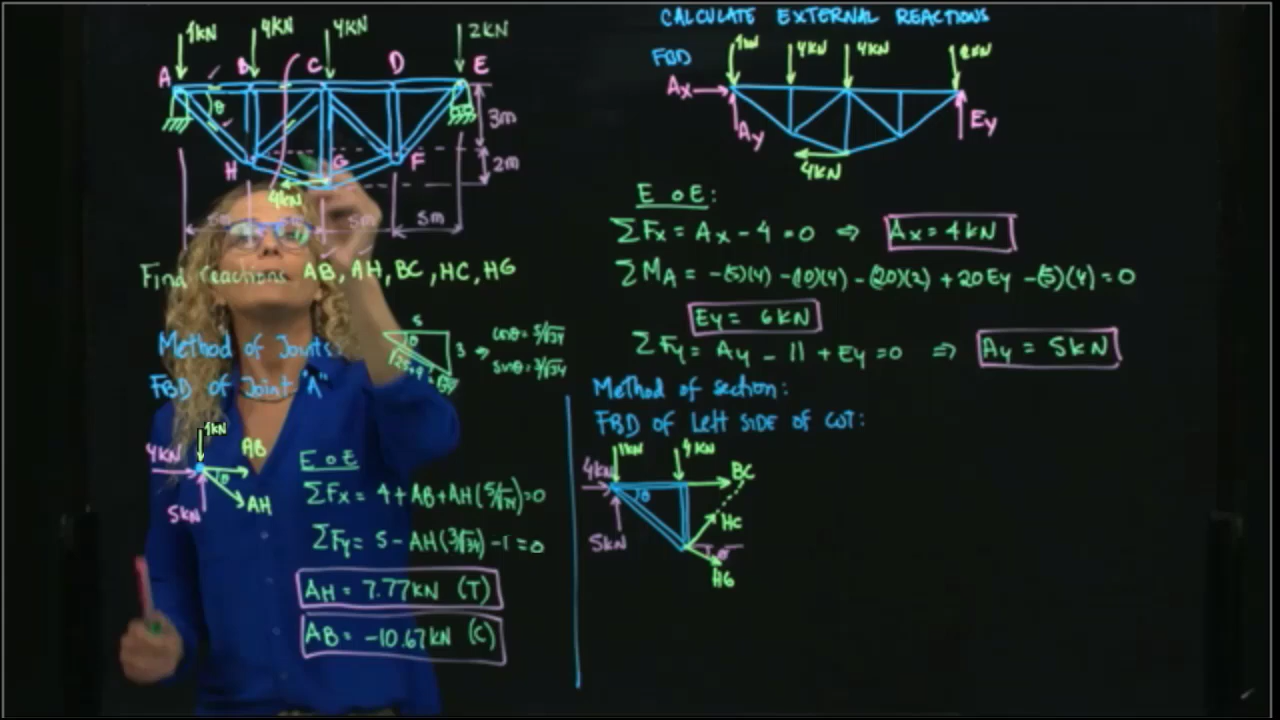 1kN
4kN
4kN
2KN
A
B
C
D
E
θ
3m
2m
H
G
F
4kN
5m
5m
5m
Find reactions AB, AH, BC, HC, HG
Method of Joints:
FBD of Joint "A"
5
θ
3
cosθ = 5/√34
sinθ = 3/√34
1kN
4KN
AB
θ
AH
5kN
E o E
ΣFx = 4 + AB + AH (5/√34) = 0
ΣFy = 5 - AH (3/√34) - 1 = 0
AH = 7.77KN (T)
AB = -10.67KN (C)
CALCULATE EXTERNAL REACTIONS
FBD
1kN
4kN
4kN
2kN
Ax
Ay
Ey
4KN
E o E:
ΣFx = Ax - 4 = 0 ⇒ Ax = 4KN
ΣMA = -(5)(4) - (10)(4) - (20)(2) + 20Ey - (5)(4) = 0
Ey = 6KN
ΣFy = Ay - 11 + Ey = 0 ⇒ Ay = 5KN
Method of section:
FBD of Left SIDE of CUT:
1kN
4KN
4kN
BC
θ
HC
5KN
HG